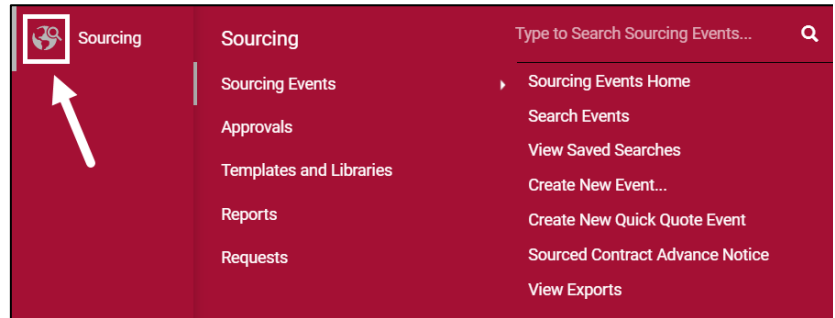 Sourcing
Sourcing
Sourcing Events
Approvals
Templates and Libraries
Reports
Requests
Type to Search Sourcing Events...
Sourcing Events Home
Search Events
View Saved Searches
Create New Event...
Create New Quick Quote Event
Sourced Contract Advance Notice
View Exports